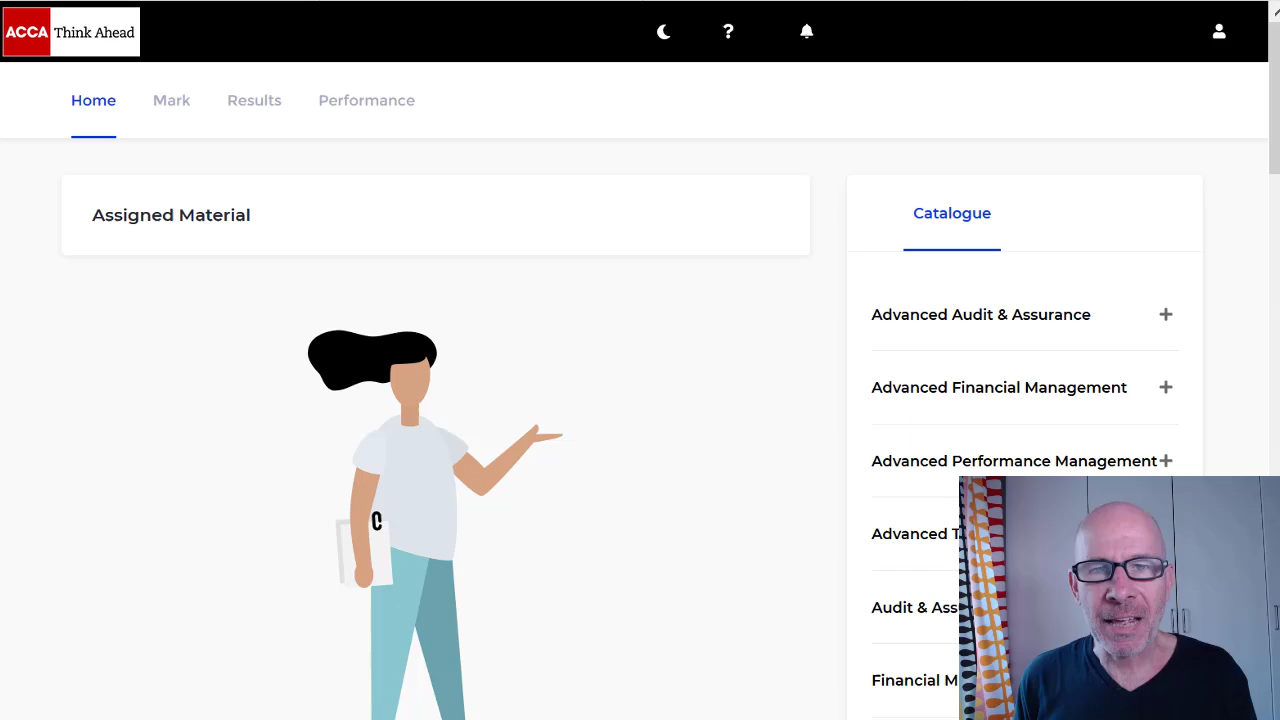 ACCA Think Ahead
?
Home Mark Results Performance
Assigned Material
Catalogue
Advanced Audit & Assurance +
Advanced Financial Management +
Advanced Performance Management +
Advanced
Audit &
Financial